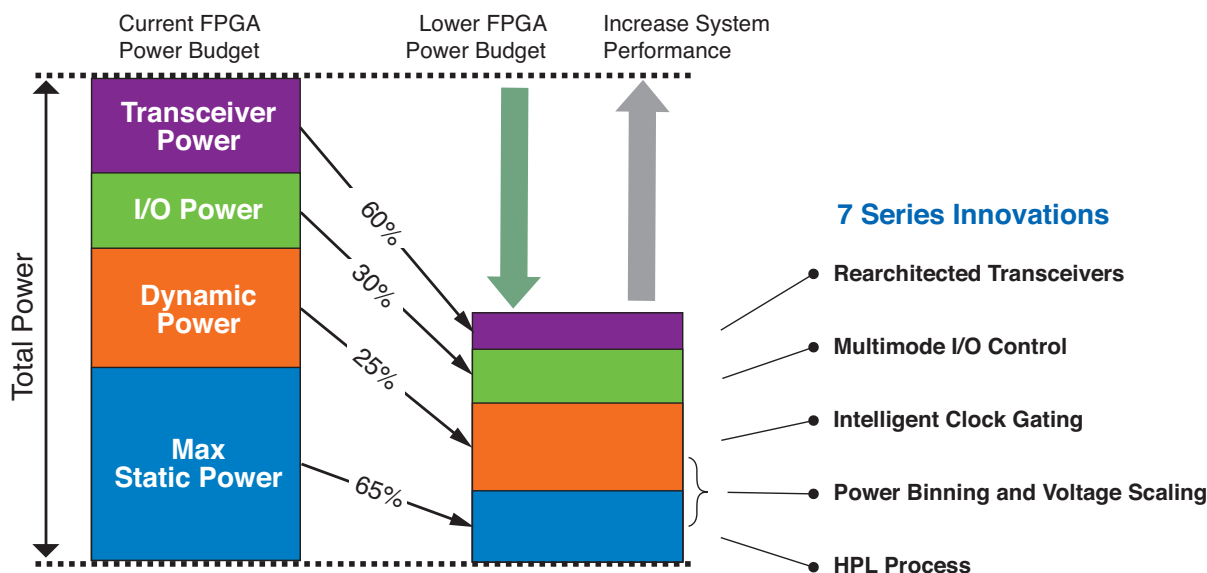 Current FPGA
Power Budget
Lower FPGA
Power Budget
Increase System
Performance
Total Power
Transceiver
Power
I/O Power
Dynamic
Power
Max
Static Power
60%
30%
25%
65%
7 Series Innovations
Rearchitected Transceivers
Multimode I/O Control
Intelligent Clock Gating
Power Binning and Voltage Scaling
HPL Process